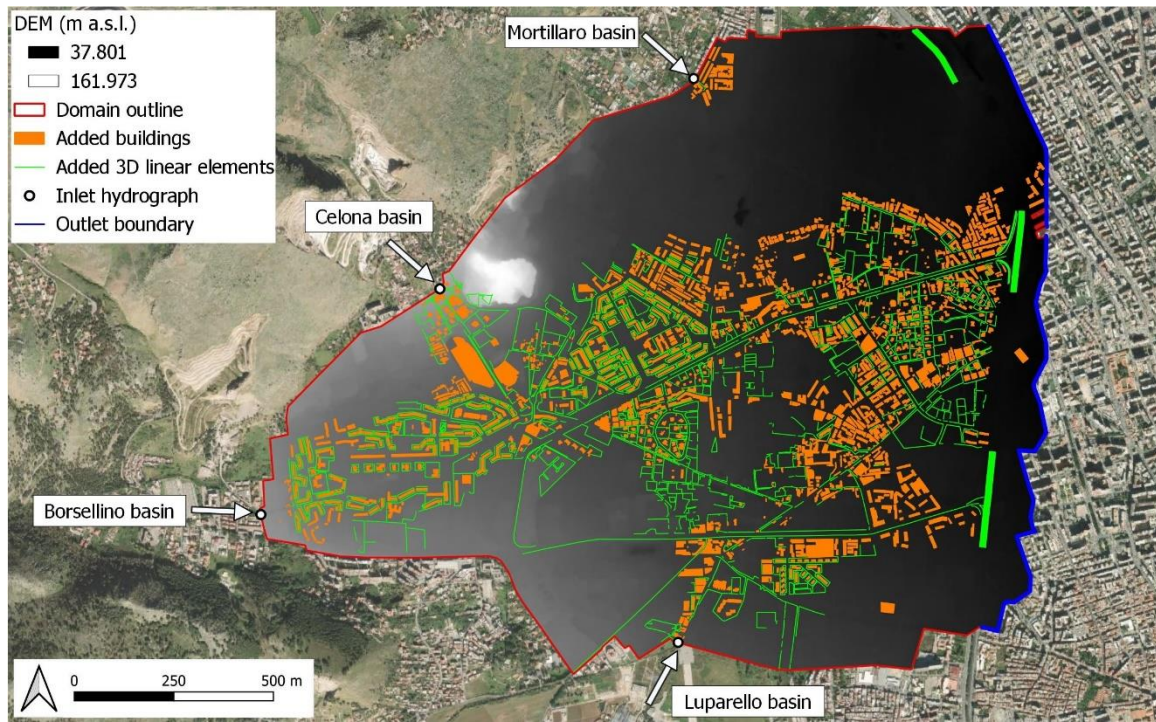 DEM (m a.s.l.)
37.801
161.973
Domain outline
Added buildings
Added 3D linear elements
Inlet hydrograph
Outlet boundary
Mortillaro basin
Celona basin
Borsellino basin
Luparello basin
0 250 500 m